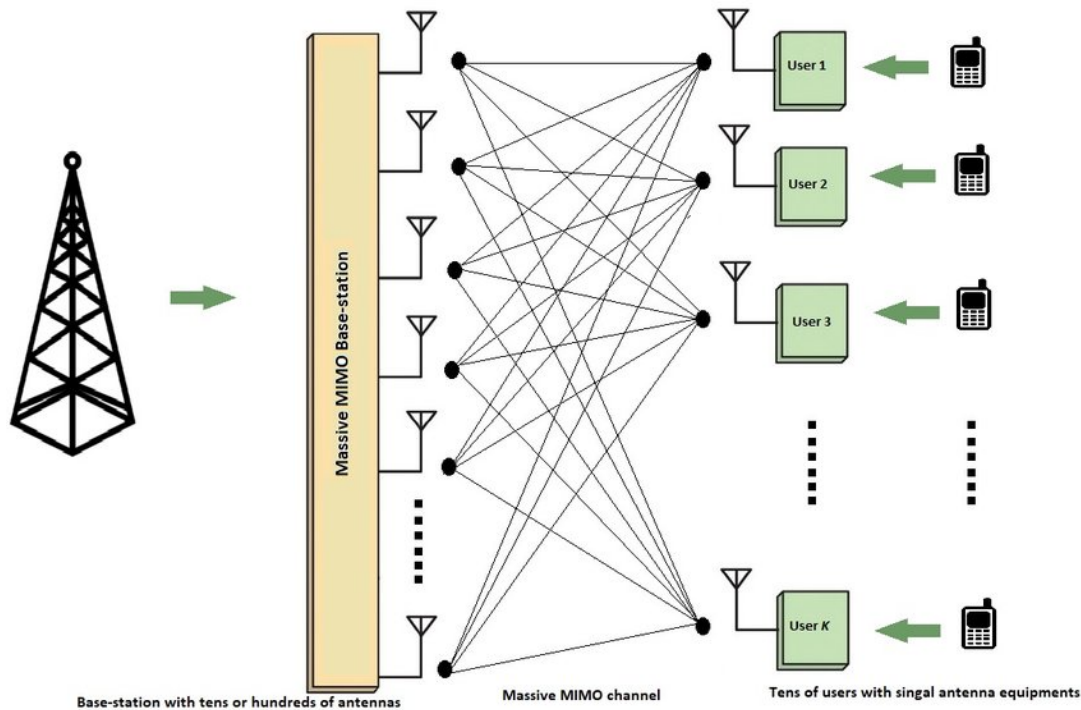 Massive MIMO Base-station
User 1
User 2
User 3
User K
Base-station with tens or hundreds of antennas
Massive MIMO channel
Tens of users with singal antenna equipments